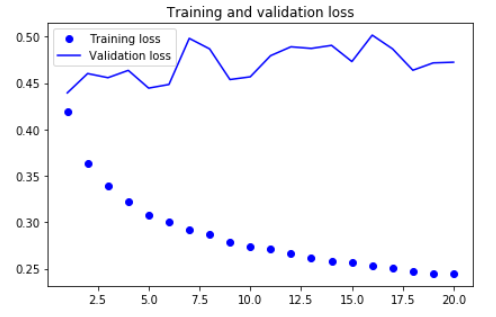 Training and validation loss
Training loss
Validation loss
0.50
0.45
0.40
0.35
0.30
0.25
2.5 5.0 7.5 10.0 12.5 15.0 17.5 20.0